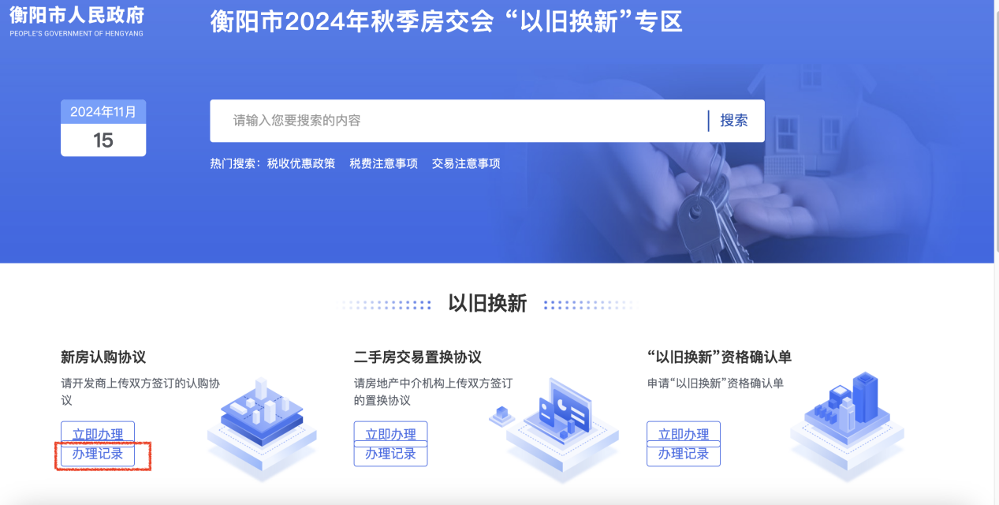 衡阳市人民政府
PEOPLE'S GOVERNMENT OF HENGYANG
衡阳市2024年秋季房交会“以旧换新”专区
2024年11月
15
请输入您要搜索的内容
搜索
热门搜索：税收优惠政策 税费注意事项 交易注意事项
以旧换新
新房认购协议
请开发商上传双方签订的认购协
议
立即办理
办理记录
二手房交易置换协议
请房地产中介机构上传双方签订
的置换协议
立即办理
办理记录
“以旧换新”资格确认单
申请“以旧换新”资格确认单
立即办理
办理记录